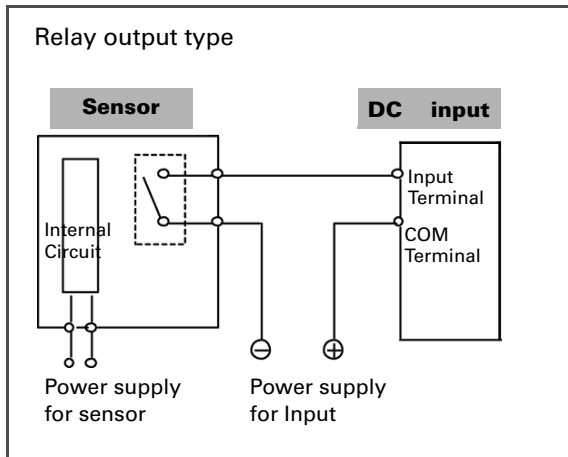 Relay output type
Sensor
DC input
Input
Terminal
Internal
Circuit
COM
Terminal
Power supply
for sensor
Power supply
for Input